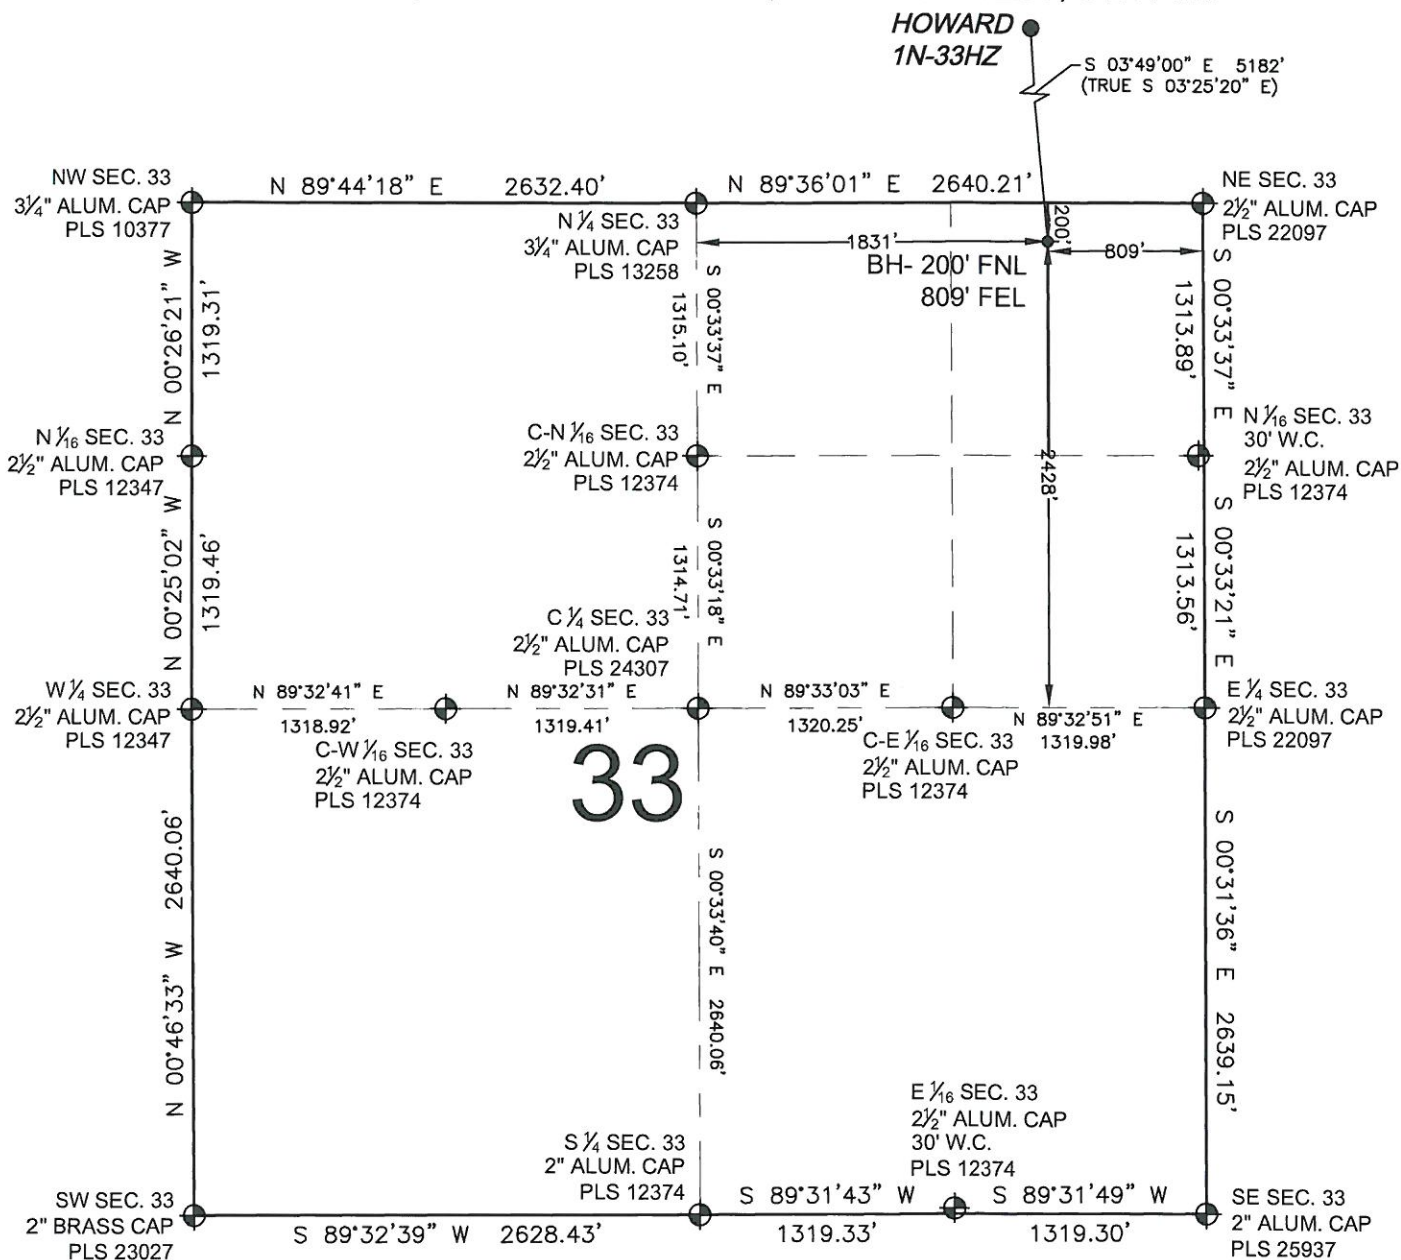 HOWARD
1N-33HZ
S 03°49'00" E 5182'
(TRUE S 03°25'20" E)
NW SEC. 33
3¼" ALUM. CAP
PLS 10377
N 89°44'18" E 2632.40'
N ¼ SEC. 33
3¼" ALUM. CAP
PLS 13258
N 89°36'01" E 2640.21'
NE SEC. 33
2½" ALUM. CAP
PLS 22097
200'
1831'
809'
BH- 200' FNL
809' FEL
N 00°26'21" W
1319.31'
S 00°33'37" E
1315.10'
S 00°33'37" E
1313.89'
N 1⁄16 SEC. 33
2½" ALUM. CAP
PLS 12347
C-N 1⁄16 SEC. 33
2½" ALUM. CAP
PLS 12374
N 1⁄16 SEC. 33
30' W.C.
2½" ALUM. CAP
PLS 12374
2428'
N 00°25'02" W
1319.46'
S 00°33'18" E
1314.71'
S 00°33'21" E
1313.56'
C ¼ SEC. 33
2½" ALUM. CAP
PLS 24307
W ¼ SEC. 33
2½" ALUM. CAP
PLS 12347
N 89°32'41" E
1318.92'
N 89°32'31" E
1319.41'
N 89°33'03" E
1320.25'
N 89°32'51" E
1319.98'
E ¼ SEC. 33
2½" ALUM. CAP
PLS 22097
C-W 1⁄16 SEC. 33
2½" ALUM. CAP
PLS 12374
33
C-E 1⁄16 SEC. 33
2½" ALUM. CAP
PLS 12374
N 00°46'33" W 2640.06'
S 00°33'40" E 2640.06'
S 00°31'36" E 2639.15'
E 1⁄16 SEC. 33
2½" ALUM. CAP
30' W.C.
PLS 12374
S ¼ SEC. 33
2" ALUM. CAP
PLS 12374
SW SEC. 33
2" BRASS CAP
PLS 23027
S 89°32'39" W 2628.43'
S 89°31'43" W
1319.33'
S 89°31'49" W
1319.30'
SE SEC. 33
2" ALUM. CAP
PLS 25937